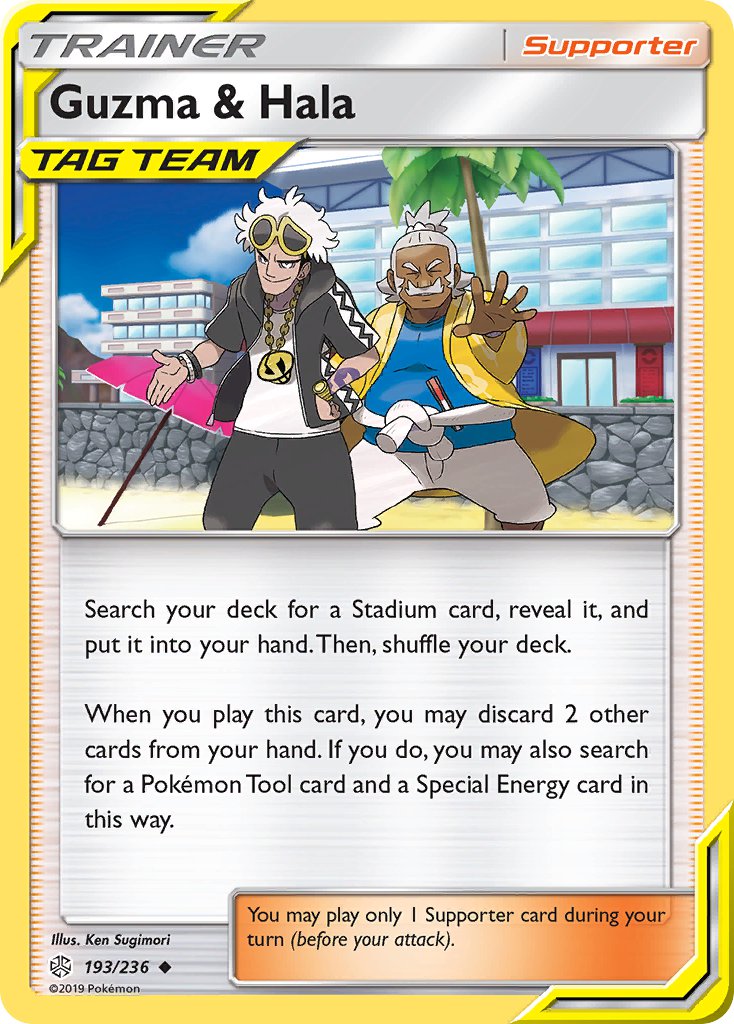 TRAINER
Supporter
Guzma & Hala
TAG TEAM
Search your deck for a Stadium card, reveal it, and
put it into your hand. Then, shuffle your deck.
When you play this card, you may discard 2 other
cards from your hand. If you do, you may also search
for a Pokémon Tool card and a Special Energy card in
this way.
You may play only 1 Supporter card during your
turn (before your attack).
Illus. Ken Sugimori
193/236
©2019 Pokémon